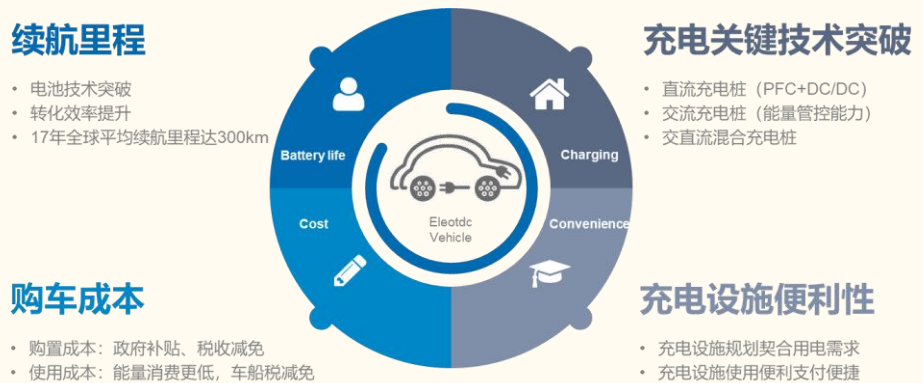 续航里程
• 电池技术突破
• 转化效率提升
• 17年全球平均续航里程达300km
充电关键技术突破
• 直流充电桩（PFC+DC/DC）
• 交流充电桩（能量管控能力）
• 交直流混合充电桩
Battery life
Charging
Cost
Convenience
Eleotdc
Vehicle
购车成本
• 购置成本：政府补贴、税收减免
• 使用成本：能量消费更低，车船税减免
充电设施便利性
• 充电设施规划契合用电需求
• 充电设施使用便利支付便捷